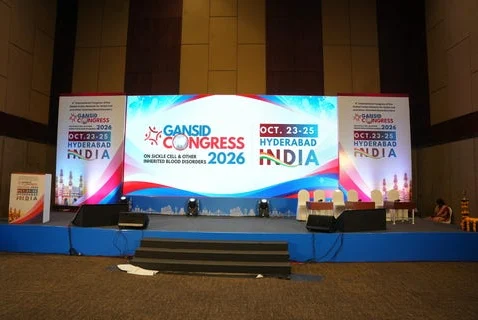 GANSID
CONGRESS
ON SICKLE CELL & OTHER
INHERITED BLOOD DISORDERS
2026
OCT. 23-25
HYDERABAD
INDIA
GANSID
CONGRESS
2026
OCT. 23-25
HYDERABAD
INDIA
GANSID
CONGRESS
2026
OCT. 23-25
HYDERABAD
INDIA
INDIA